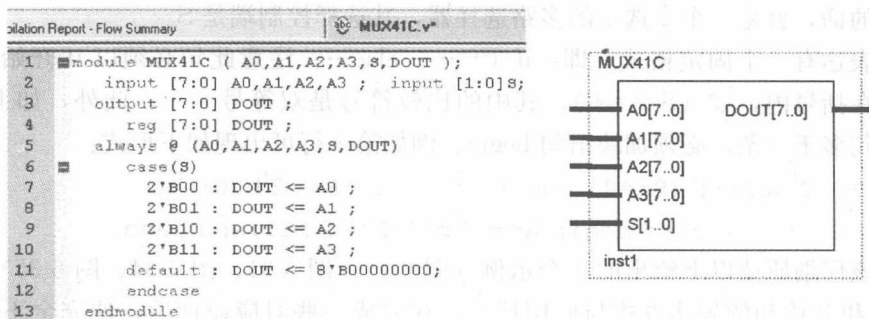 pilation Report - Flow Summary
MUX41C.v*
1 module MUX41C ( A0,A1,A2,A3,S,DOUT );
2 input [7:0] A0,A1,A2,A3 ; input [1:0]S;
3 output [7:0] DOUT ;
4 reg [7:0] DOUT ;
5 always @ (A0,A1,A2,A3,S,DOUT)
6 case(S)
7 2'B00 : DOUT <= A0 ;
8 2'B01 : DOUT <= A1 ;
9 2'B10 : DOUT <= A2 ;
10 2'B11 : DOUT <= A3 ;
11 default : DOUT <= 8'B00000000;
12 endcase
13 endmodule
MUX41C
A0[7..0] DOUT[7..0]
A1[7..0]
A2[7..0]
A3[7..0]
S[1..0]
inst1